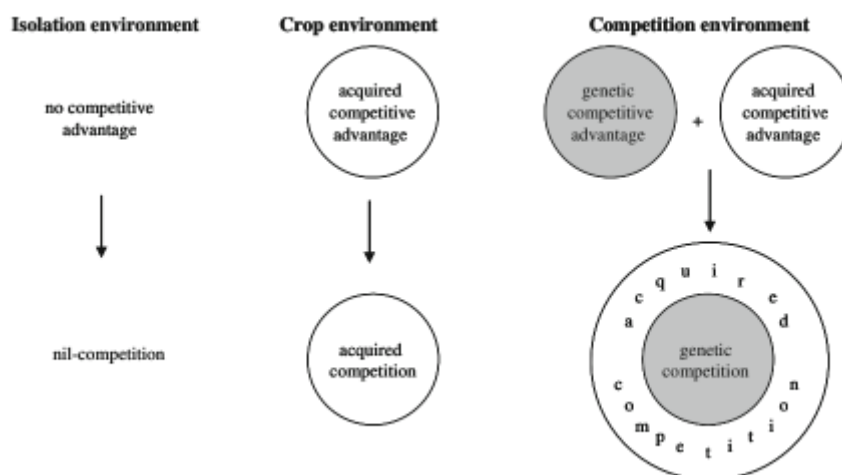 Isolation environment
Crop environment
Competition environment
no competitive
advantage
acquired
competitive
advantage
genetic
competitive
advantage
+
acquired
competitive
advantage
nil-competition
acquired
competition
acquired
competition
genetic
competition